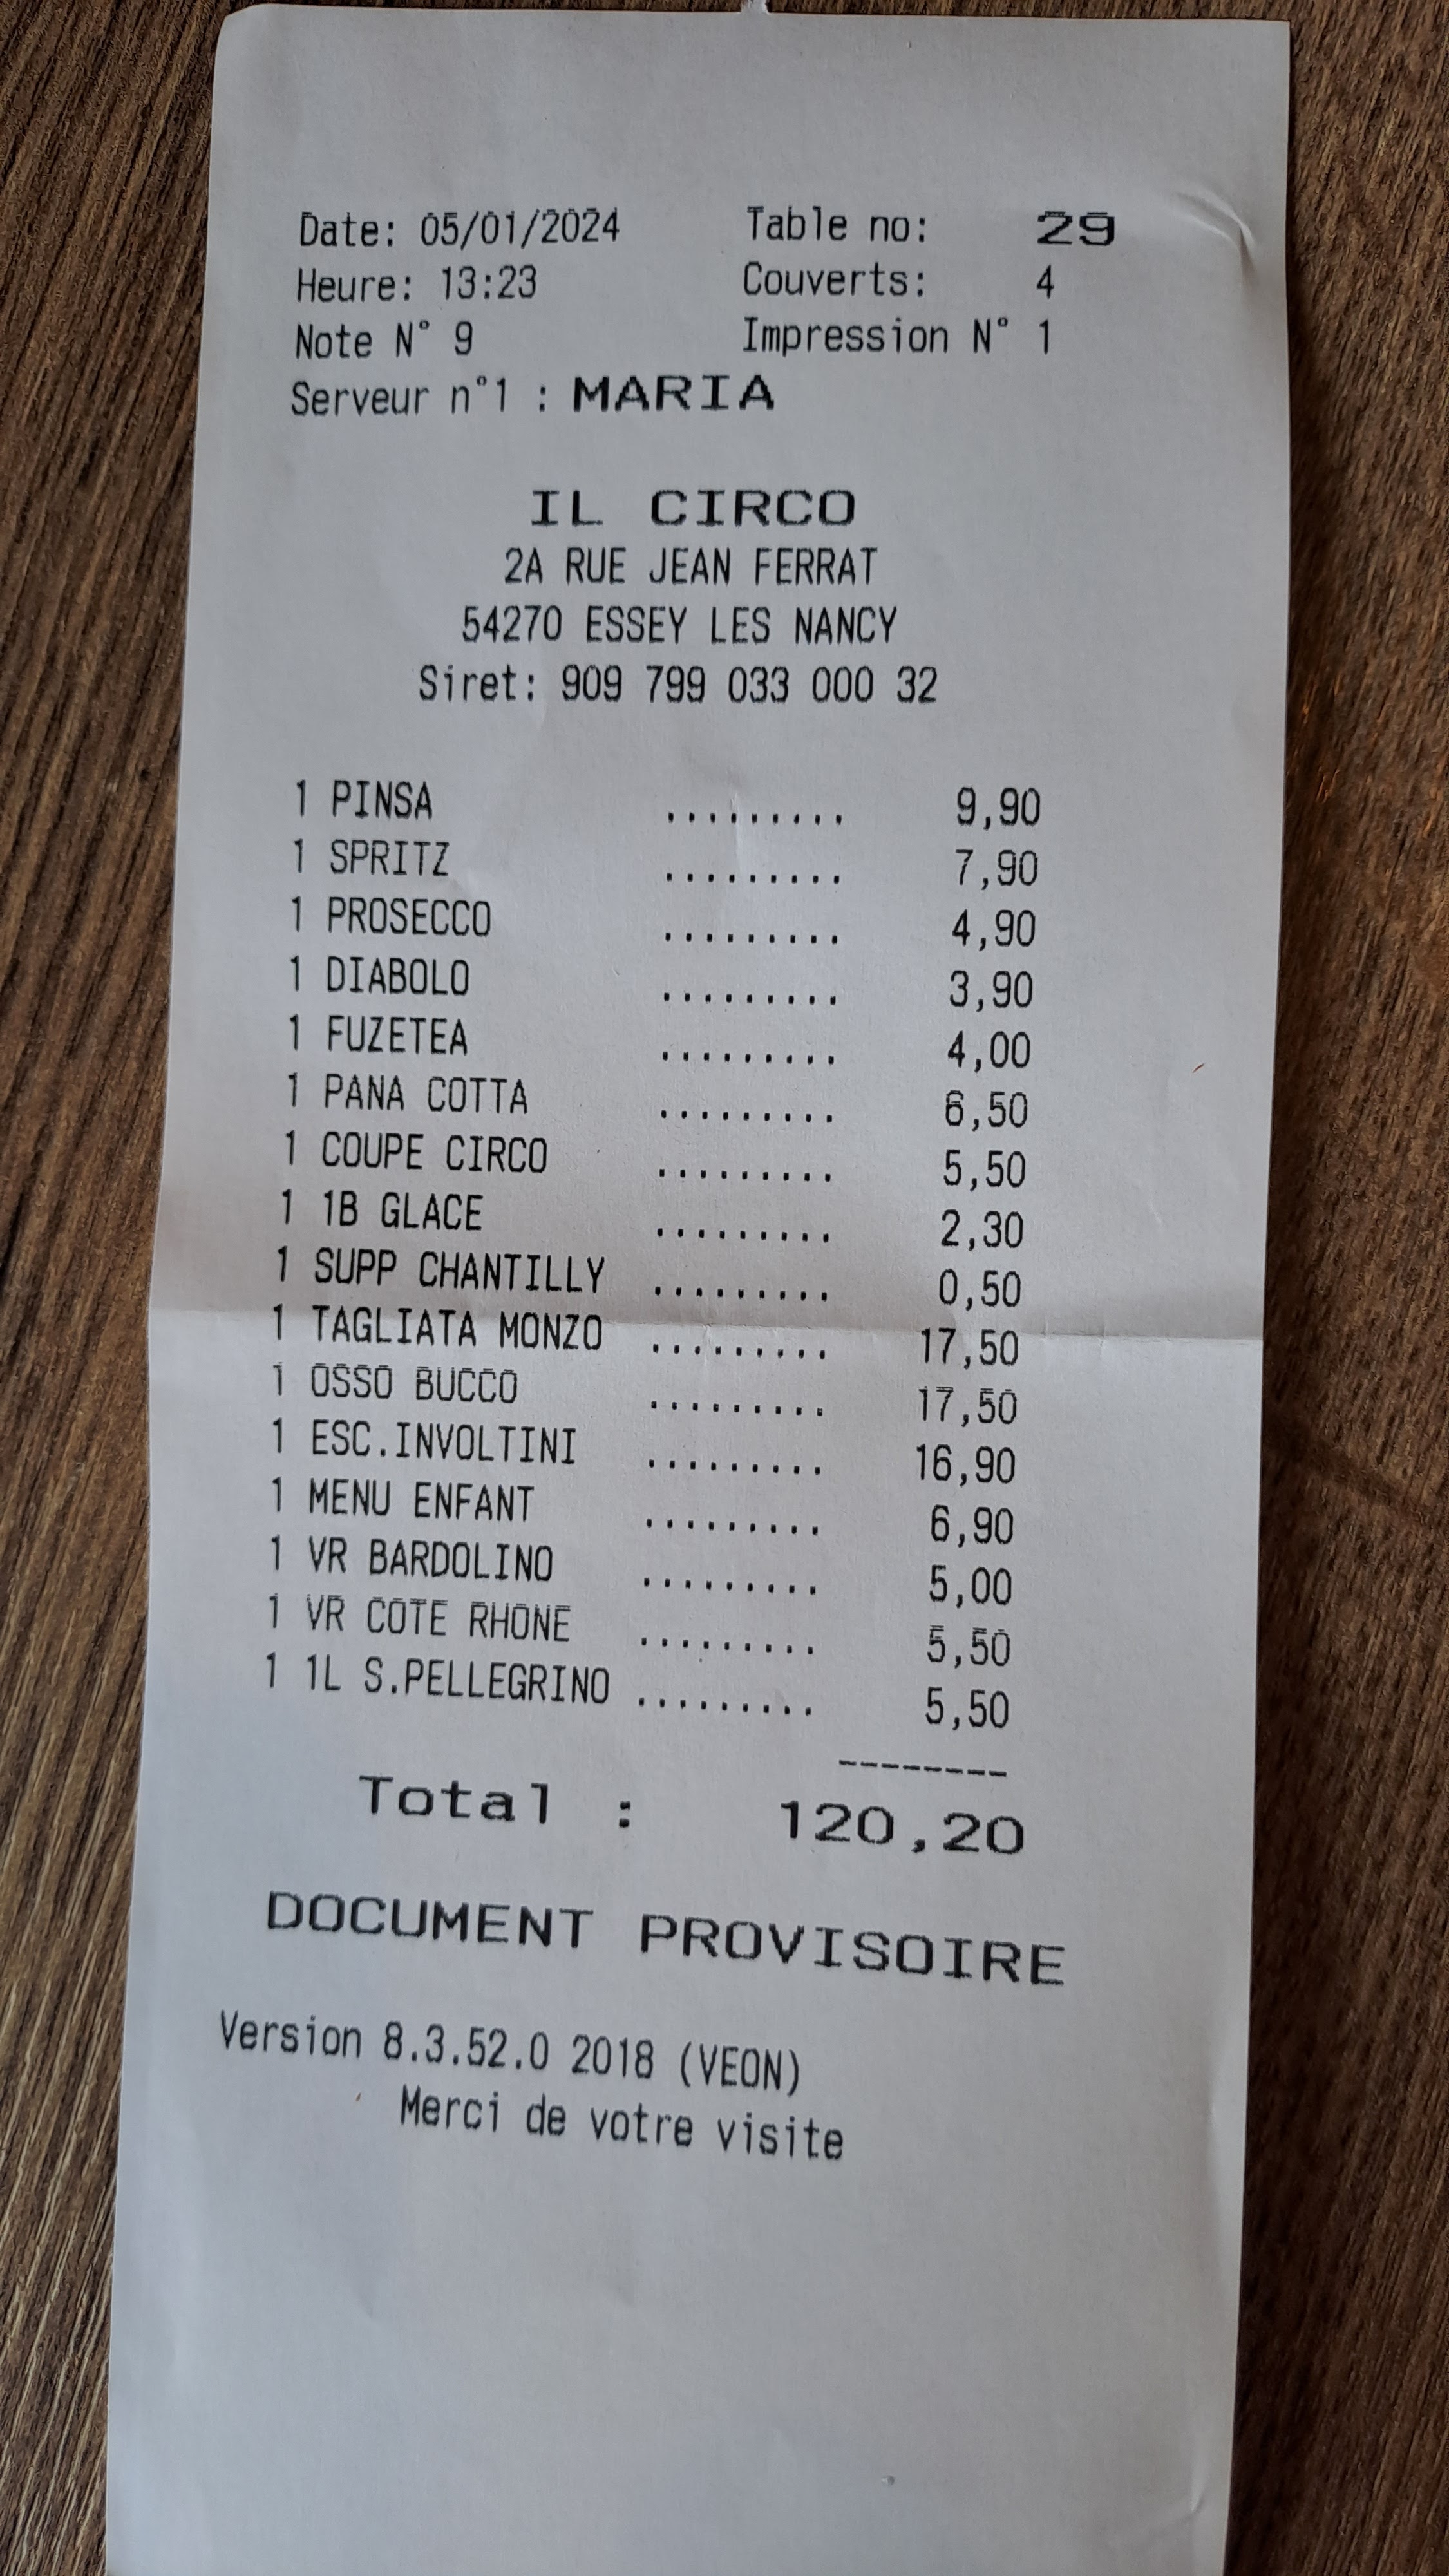 Date: 05/01/2024 Table no: 29
Heure: 13:23 Couverts: 4
Note N° 9 Impression N° 1
Serveur n°1 : MARIA
IL CIRCO
2A RUE JEAN FERRAT
54270 ESSEY LES NANCY
Siret: 909 799 033 000 32
1 PINSA ......... 9,90
1 SPRITZ ......... 7,90
1 PROSECCO ......... 4,90
1 DIABOLO ......... 3,90
1 FUZETEA ......... 4,00
1 PANA COTTA ......... 6,50
1 COUPE CIRCO ......... 5,50
1 1B GLACE ......... 2,30
1 SUPP CHANTILLY ......... 0,50
1 TAGLIATA MONZO ......... 17,50
1 OSSO BUCCO ......... 17,50
1 ESC.INVOLTINI ......... 16,90
1 MENU ENFANT ......... 6,90
1 VR BARDOLINO ......... 5,00
1 VR COTE RHONE ......... 5,50
1 1L S.PELLEGRINO ......... 5,50
--------
Total : 120,20
DOCUMENT PROVISOIRE
Version 8.3.52.0 2018 (VEON)
Merci de votre visite